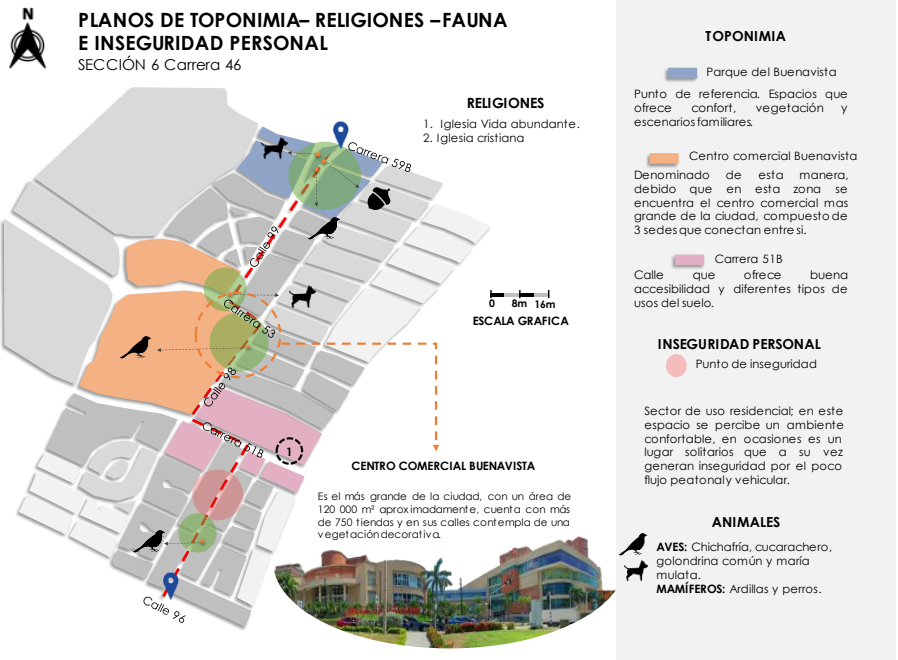 N
PLANOS DE TOPONIMIA– RELIGIONES –FAUNA
E INSEGURIDAD PERSONAL
SECCIÓN 6 Carrera 46
RELIGIONES
1. Iglesia Vida abundante.
2. Iglesia cristiana
Carrera 59B
Calle 99
Carrera 53
Calle 98
Carrera 51B
1
Calle 96
0 8m 16m
ESCALA GRAFICA
CENTRO COMERCIAL BUENAVISTA
Es el más grande de la ciudad, con un área de
120 000 m² aproximadamente, cuenta con más
de 750 tiendas y en sus calles contempla de una
vegetación decorativa.
TOPONIMIA
Parque del Buenavista
Punto de referencia. Espacios que
ofrece confort, vegetación y
escenarios familiares.
Centro comercial Buenavista
Denominado de esta manera,
debido que en esta zona se
encuentra el centro comercial mas
grande de la ciudad, compuesto de
3 sedes que conectan entre si.
Carrera 51B
Calle que ofrece buena
accesibilidad y diferentes tipos de
usos del suelo.
INSEGURIDAD PERSONAL
Punto de inseguridad
Sector de uso residencial; en este
espacio se percibe un ambiente
confortable, en ocasiones es un
lugar solitarios que a su vez
generan inseguridad por el poco
flujo peatonal y vehicular.
ANIMALES
AVES: Chichafría, cucarachero,
golondrina común y maría
mulata.
MAMÍFEROS: Ardillas y perros.